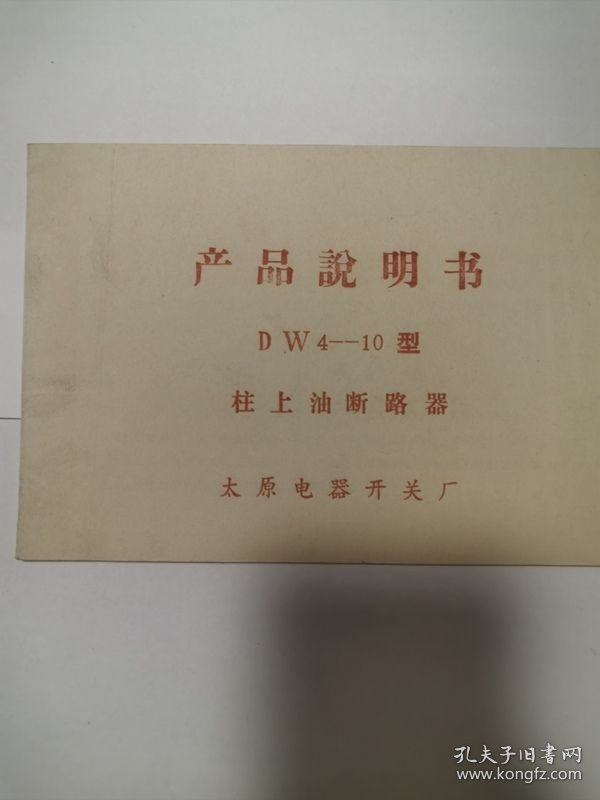 产品說明书
DW4--10型
柱上油断路器
太原电器开关厂
孔夫子旧書网
www.kongfz.com